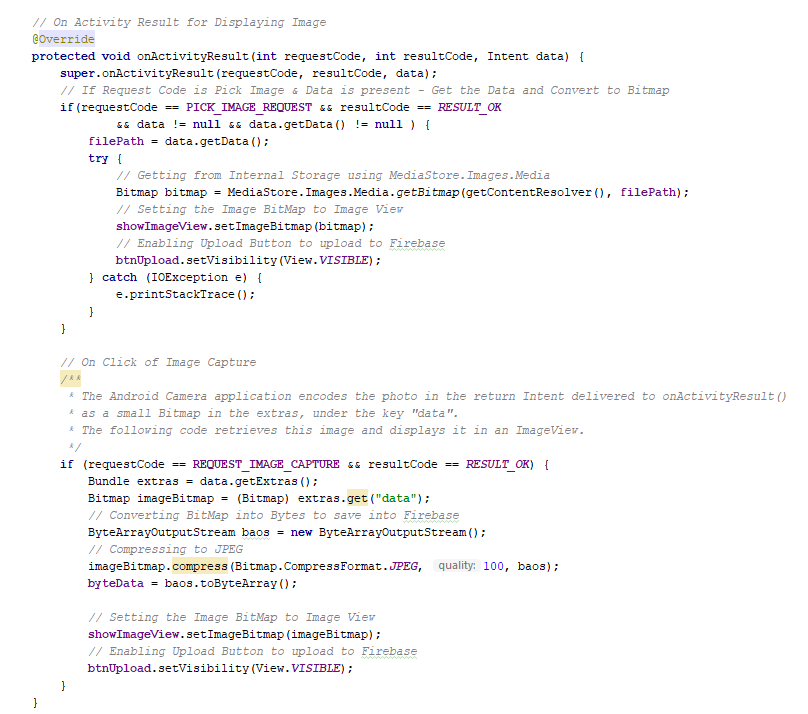 // On Activity Result for Displaying Image
@Override
protected void onActivityResult(int requestCode, int resultCode, Intent data) {
    super.onActivityResult(requestCode, resultCode, data);
    // If Request Code is Pick Image & Data is present - Get the Data and Convert to Bitmap
    if(requestCode == PICK_IMAGE_REQUEST && resultCode == RESULT_OK
            && data != null && data.getData() != null ) {
        filePath = data.getData();
        try {
            // Getting from Internal Storage using MediaStore.Images.Media
            Bitmap bitmap = MediaStore.Images.Media.getBitmap(getContentResolver(), filePath);
            // Setting the Image BitMap to Image View
            showImageView.setImageBitmap(bitmap);
            // Enabling Upload Button to upload to Firebase
            btnUpload.setVisibility(View.VISIBLE);
        } catch (IOException e) {
            e.printStackTrace();
        }
    }

    // On Click of Image Capture
    /**
     * The Android Camera application encodes the photo in the return Intent delivered to onActivityResult()
     * as a small Bitmap in the extras, under the key "data".
     * The following code retrieves this image and displays it in an ImageView.
     */
    if (requestCode == REQUEST_IMAGE_CAPTURE && resultCode == RESULT_OK) {
        Bundle extras = data.getExtras();
        Bitmap imageBitmap = (Bitmap) extras.get("data");
        // Converting BitMap into Bytes to save into Firebase
        ByteArrayOutputStream baos = new ByteArrayOutputStream();
        // Compressing to JPEG
        imageBitmap.compress(Bitmap.CompressFormat.JPEG, quality: 100, baos);
        byteData = baos.toByteArray();

        // Setting the Image BitMap to Image View
        showImageView.setImageBitmap(imageBitmap);
        // Enabling Upload Button to upload to Firebase
        btnUpload.setVisibility(View.VISIBLE);
    }
}